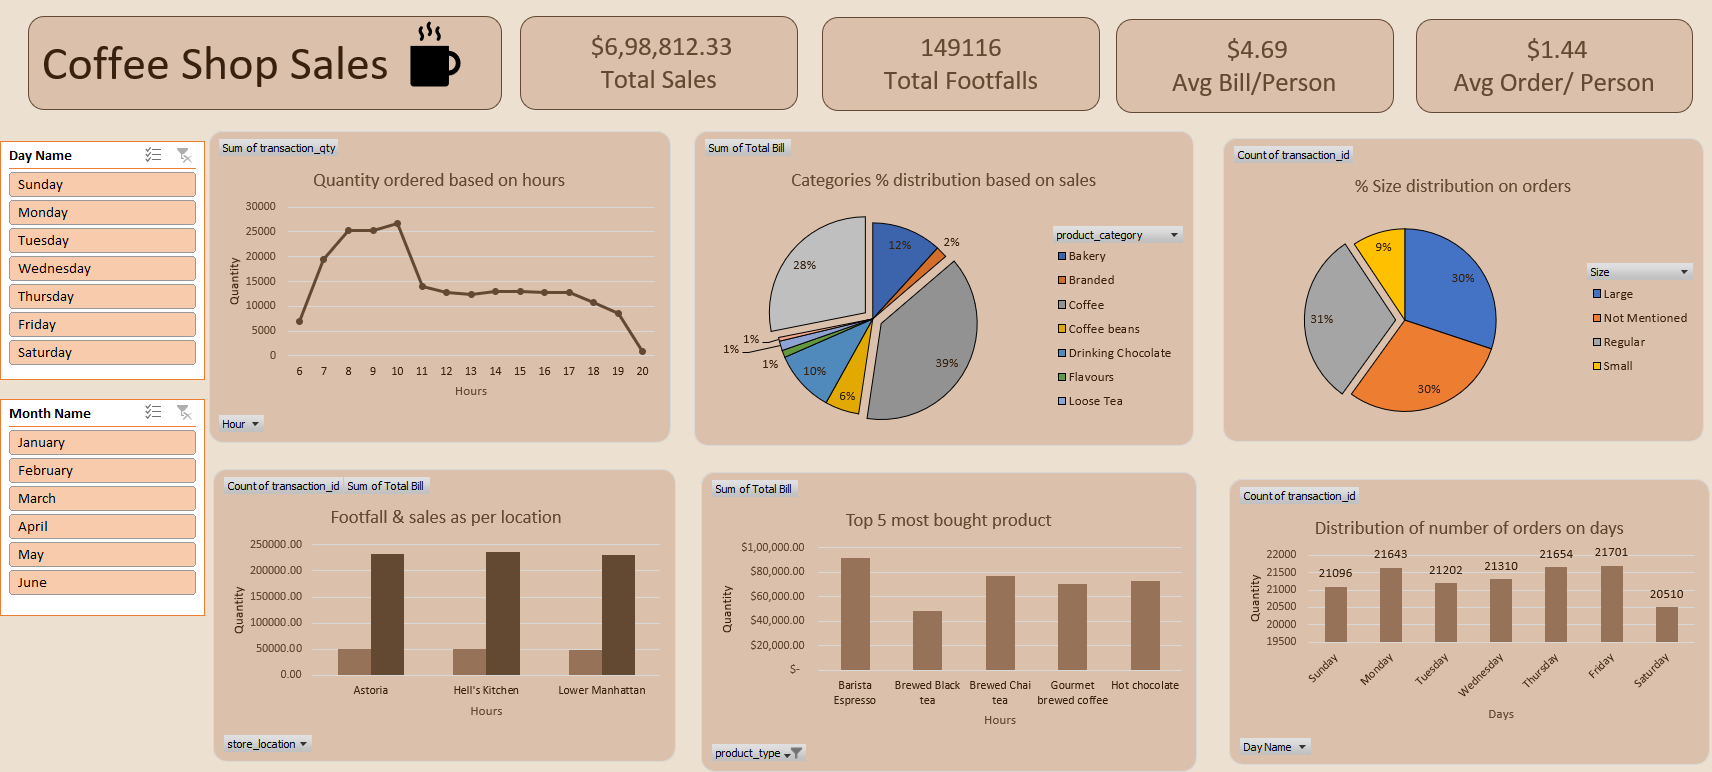 Coffee Shop Sales
$6,98,812.33
Total Sales
149116
Total Footfalls
$4.69
Avg Bill/Person
$1.44
Avg Order/ Person
Day Name
Sunday
Monday
Tuesday
Wednesday
Thursday
Friday
Saturday
Month Name
January
February
March
April
May
June
Sum of transaction_qty
Quantity ordered based on hours
30000
25000
20000
15000
10000
5000
0
Quantity
6 7 8 9 10 11 12 13 14 15 16 17 18 19 20
Hours
Hour
Sum of Total Bill
Categories % distribution based on sales
12%
2%
39%
6%
10%
1%
1%
1%
28%
product_category
Bakery
Branded
Coffee
Coffee beans
Drinking Chocolate
Flavours
Loose Tea
Count of transaction_id
% Size distribution on orders
30%
30%
31%
9%
Size
Large
Not Mentioned
Regular
Small
Count of transaction_id Sum of Total Bill
Footfall & sales as per location
250000.00
200000.00
150000.00
100000.00
50000.00
0.00
Quantity
Astoria Hell's Kitchen Lower Manhattan
Hours
store_location
Sum of Total Bill
Top 5 most bought product
$1,00,000.00
$80,000.00
$60,000.00
$40,000.00
$20,000.00
$-
Quantity
Barista
Espresso
Brewed Black
tea
Brewed Chai
tea
Gourmet
brewed coffee
Hot chocolate
Hours
product_type
Count of transaction_id
Distribution of number of orders on days
22000
21500
21000
20500
20000
19500
Quantity
21096
21643
21202
21310
21654
21701
20510
Sunday
Monday
Tuesday
Wednesday
Thursday
Friday
Saturday
Days
Day Name